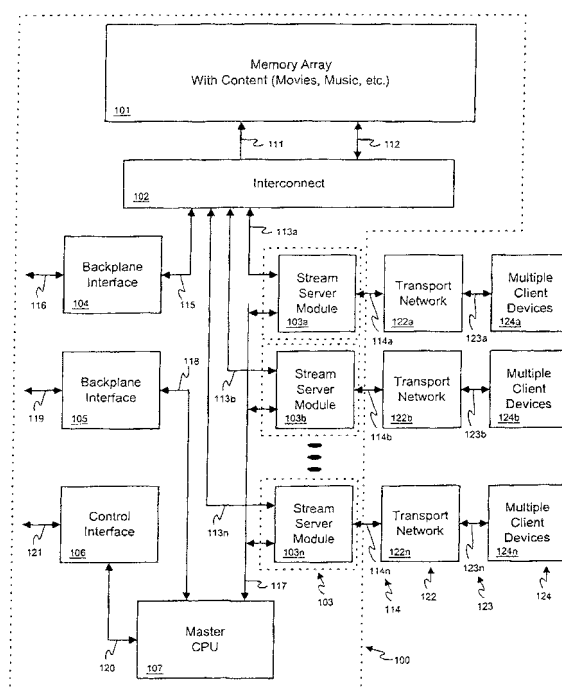 Memory Array
With Content (Movies, Music, etc.)
101
111
112
102
Interconnect
113a
Backplane
Interface
104
116
115
Stream
Server
Module
103a
114a
Transport
Network
122a
123a
Multiple
Client
Devices
124a
118
Backplane
Interface
105
119
113b
Stream
Server
Module
103b
114b
Transport
Network
122b
123b
Multiple
Client
Devices
124b
Control
Interface
106
121
113n
Stream
Server
Module
103n
114n
Transport
Network
122n
123n
Multiple
Client
Devices
124n
117
103
114
122
123
124
120
Master
CPU
107
100